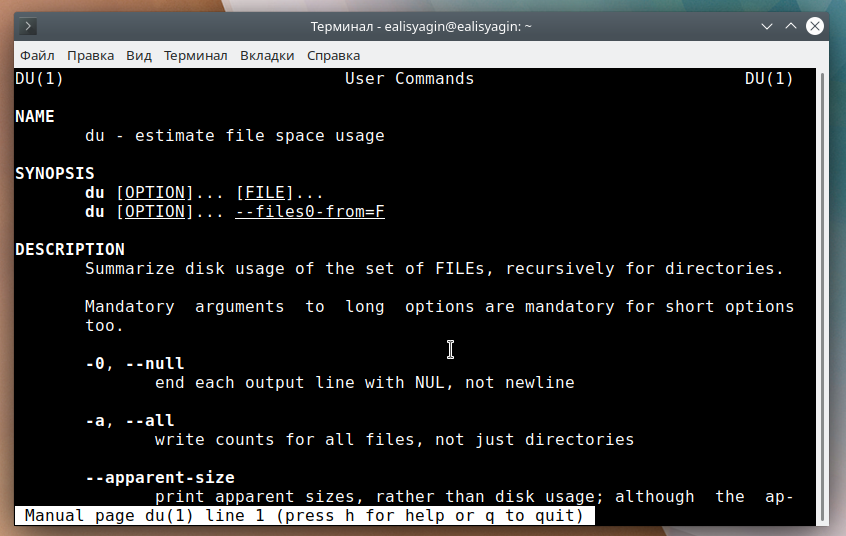 Терминал - ealisyagin@ealisyagin: ~
Файл Правка Вид Терминал Вкладки Справка
DU(1) User Commands DU(1)
NAME
du - estimate file space usage
SYNOPSIS
du [OPTION]... [FILE]...
du [OPTION]... --files0-from=F
DESCRIPTION
Summarize disk usage of the set of FILEs, recursively for directories.
Mandatory arguments to long options are mandatory for short options
too.
-0, --null
end each output line with NUL, not newline
-a, --all
write counts for all files, not just directories
--apparent-size
print apparent sizes, rather than disk usage; although the ap-
Manual page du(1) line 1 (press h for help or q to quit)